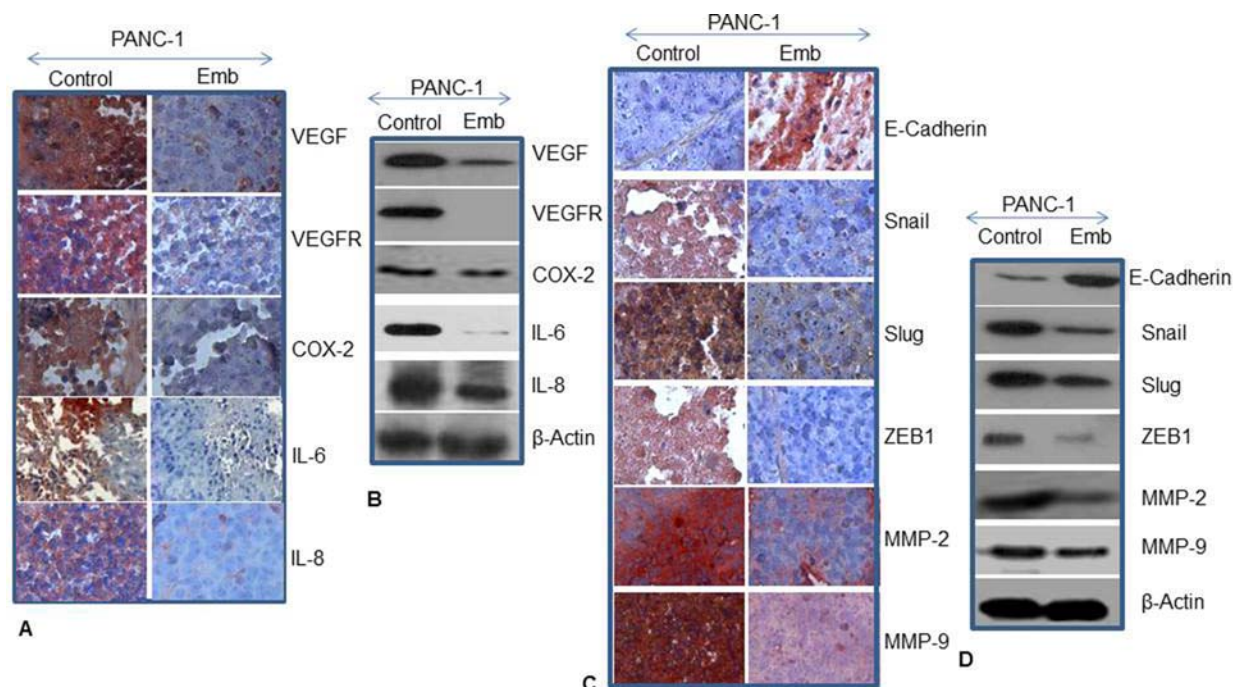 PANC-1
Control Emb
VEGF
VEGFR
COX-2
IL-6
IL-8
A
PANC-1
Control Emb
VEGF
VEGFR
COX-2
IL-6
IL-8
β-Actin
B
PANC-1
Control Emb
E-Cadherin
Snail
Slug
ZEB1
MMP-2
MMP-9
C
PANC-1
Control Emb
E-Cadherin
Snail
Slug
ZEB1
MMP-2
MMP-9
β-Actin
D